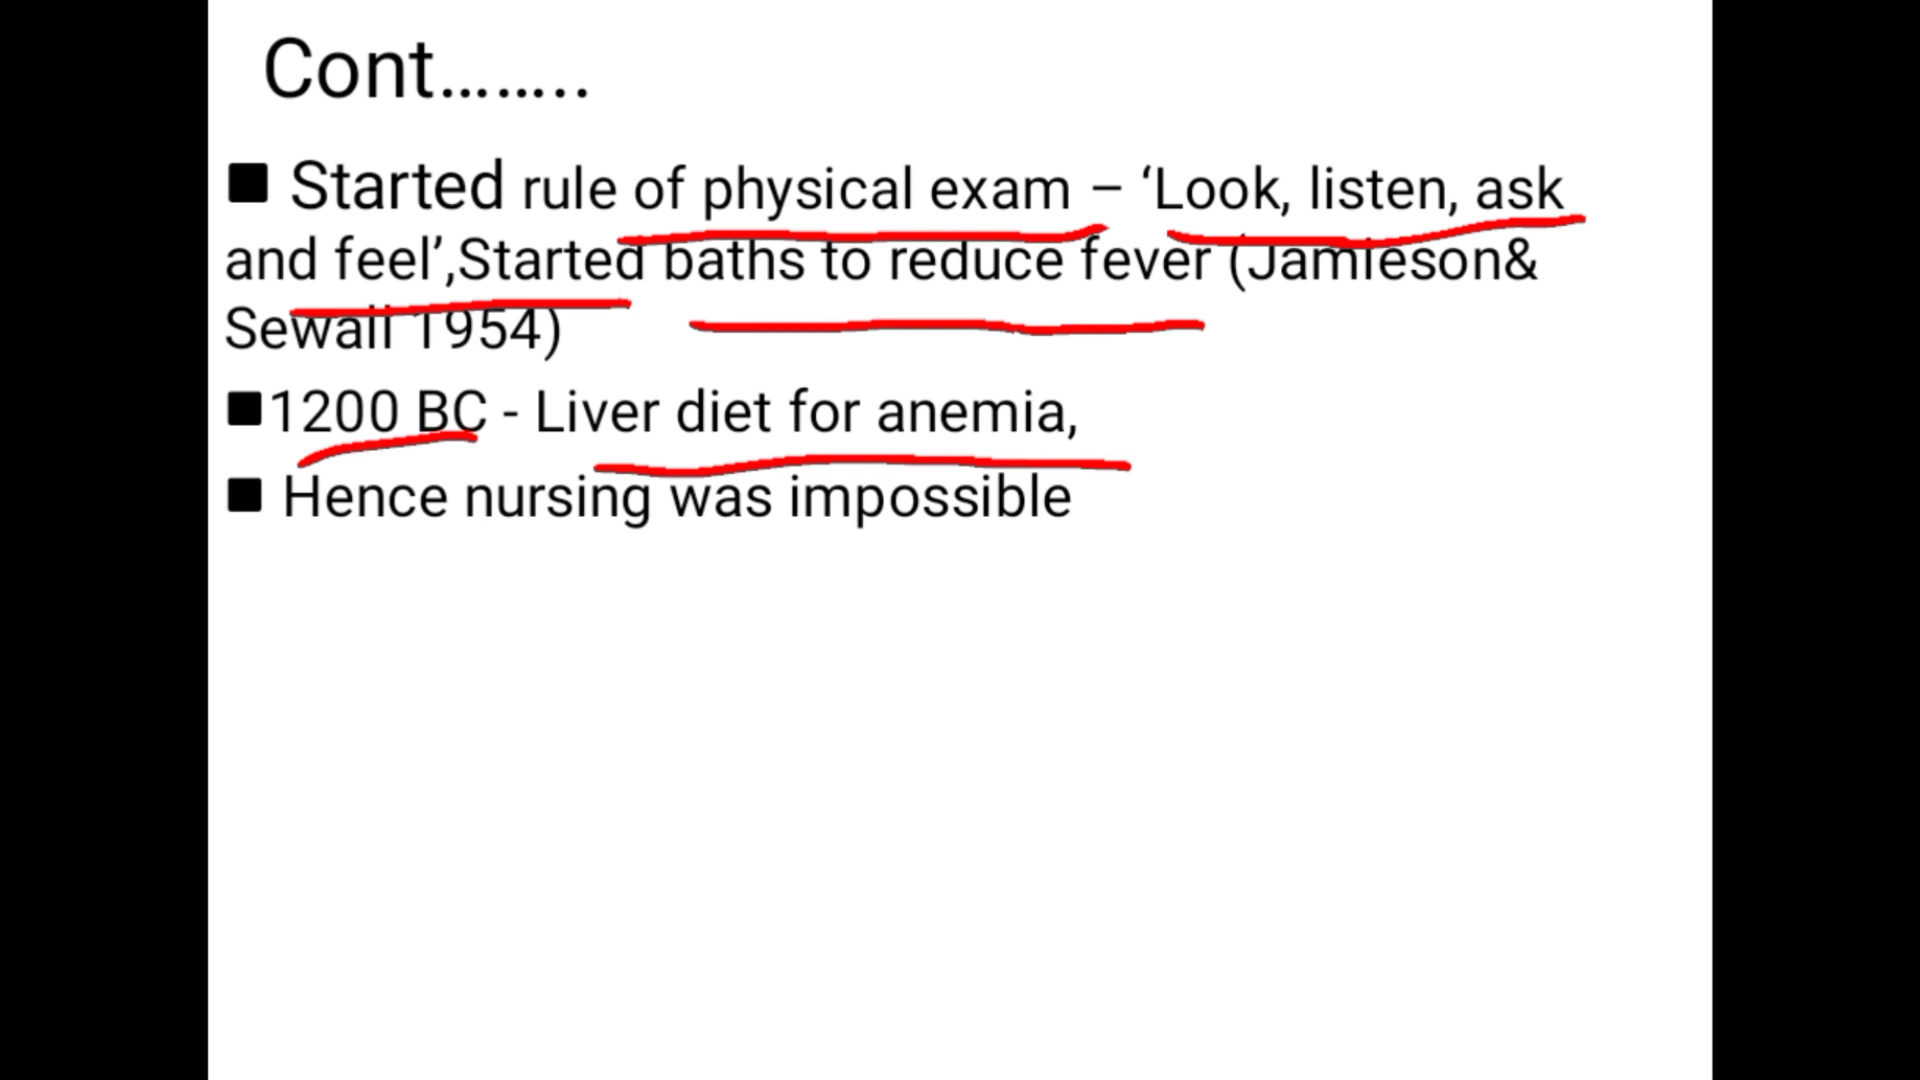 Cont……..
■ Started rule of physical exam – ‘Look, listen, ask
and feel’,Started baths to reduce fever (Jamieson&
Sewall 1954)
■1200 BC - Liver diet for anemia,
■ Hence nursing was impossible